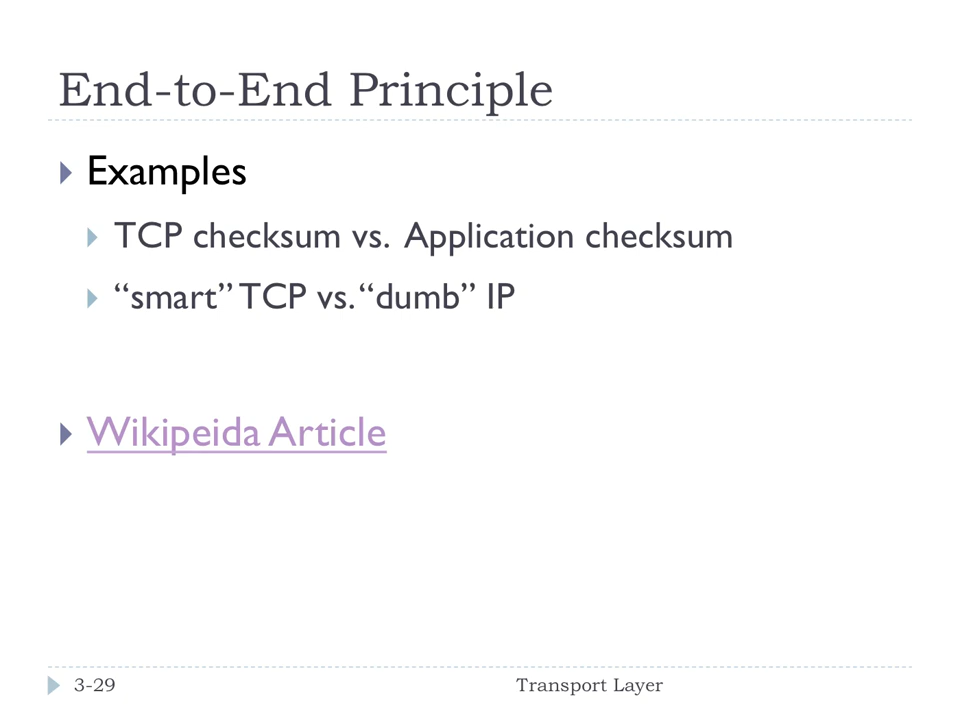 End-to-End Principle
Examples
TCP checksum vs. Application checksum
“smart” TCP vs. “dumb” IP
Wikipeida Article
3-29
Transport Layer